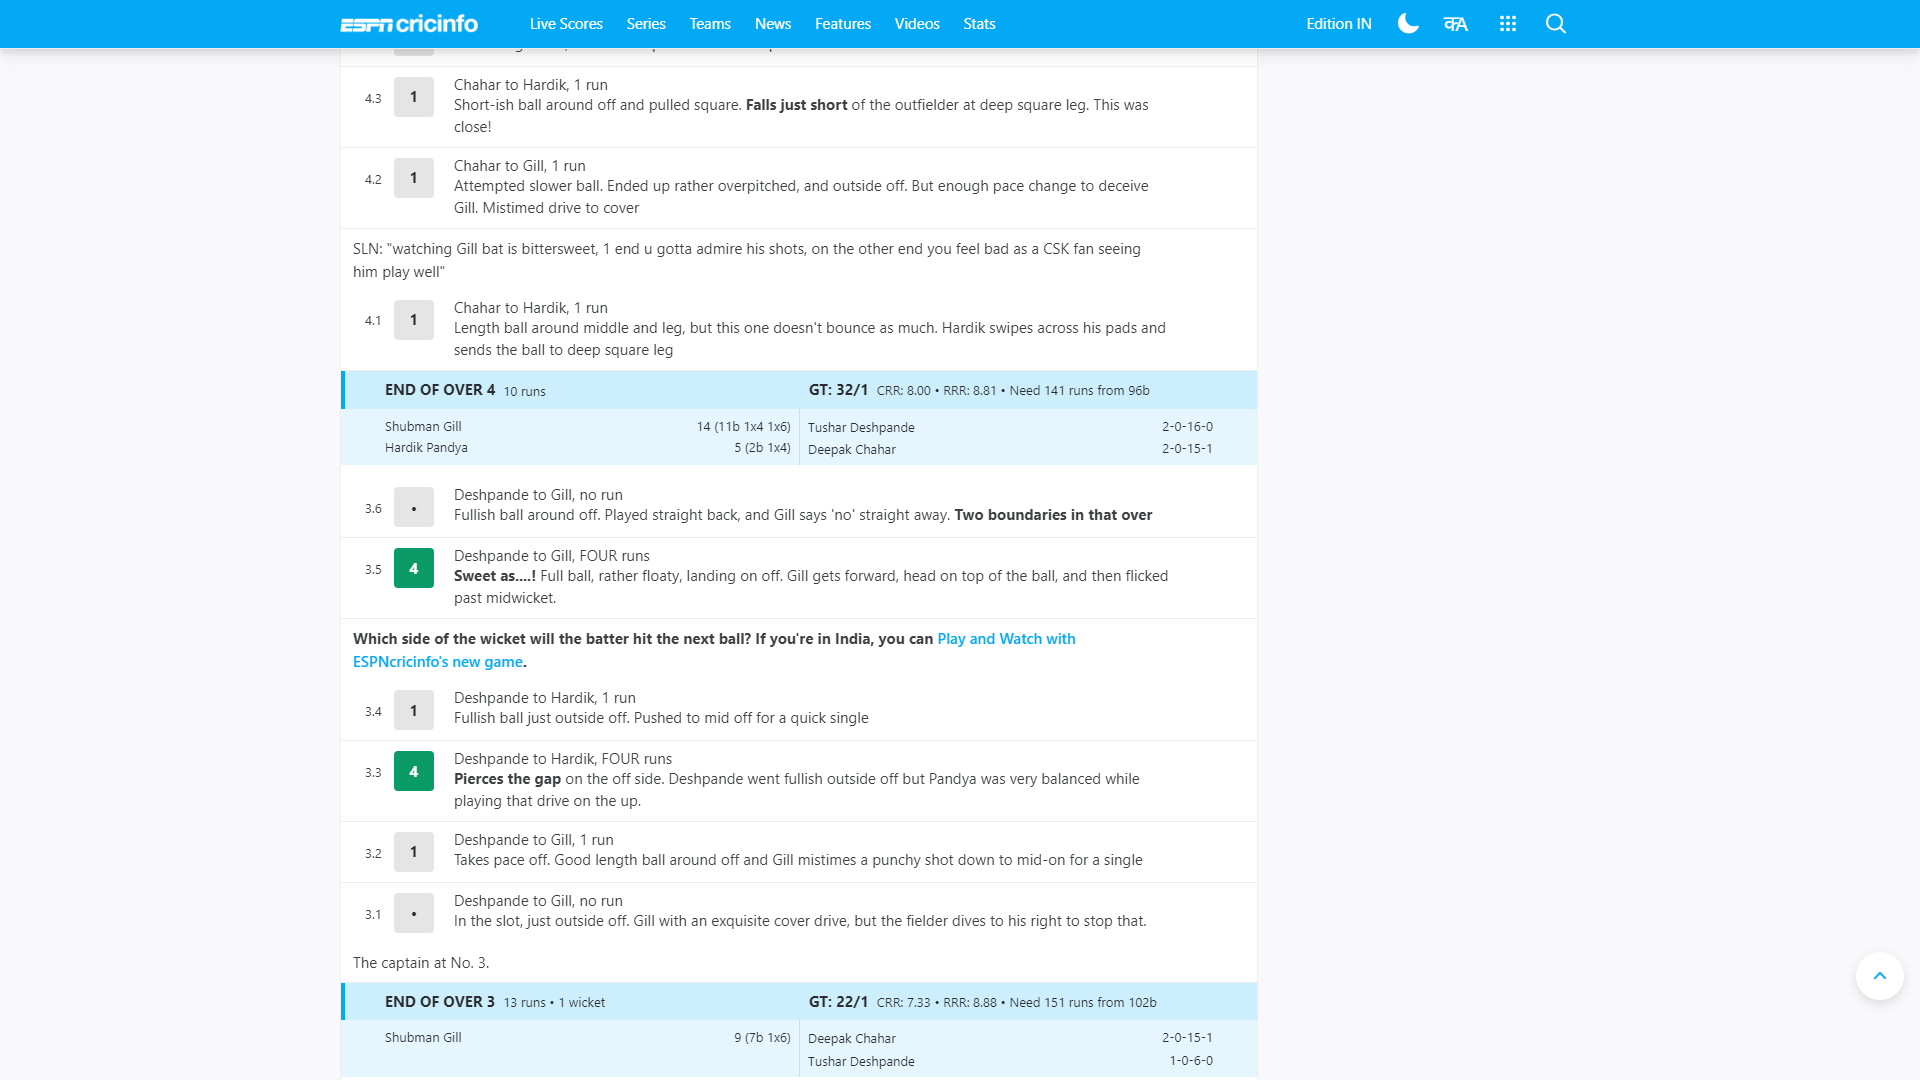 ESPN cricinfo Live Scores Series Teams News Features Videos Stats Edition IN क्A
4.3 1 Chahar to Hardik, 1 run
Short-ish ball around off and pulled square. Falls just short of the outfielder at deep square leg. This was
close!
4.2 1 Chahar to Gill, 1 run
Attempted slower ball. Ended up rather overpitched, and outside off. But enough pace change to deceive
Gill. Mistimed drive to cover
SLN: "watching Gill bat is bittersweet, 1 end u gotta admire his shots, on the other end you feel bad as a CSK fan seeing
him play well"
4.1 1 Chahar to Hardik, 1 run
Length ball around middle and leg, but this one doesn't bounce as much. Hardik swipes across his pads and
sends the ball to deep square leg
END OF OVER 4 10 runs GT: 32/1 CRR: 8.00 • RRR: 8.81 • Need 141 runs from 96b
Shubman Gill 14 (11b 1x4 1x6) Tushar Deshpande 2-0-16-0
Hardik Pandya 5 (2b 1x4) Deepak Chahar 2-0-15-1
3.6 • Deshpande to Gill, no run
Fullish ball around off. Played straight back, and Gill says 'no' straight away. Two boundaries in that over
3.5 4 Deshpande to Gill, FOUR runs
Sweet as....! Full ball, rather floaty, landing on off. Gill gets forward, head on top of the ball, and then flicked
past midwicket.
Which side of the wicket will the batter hit the next ball? If you're in India, you can Play and Watch with
ESPNcricinfo's new game.
3.4 1 Deshpande to Hardik, 1 run
Fullish ball just outside off. Pushed to mid off for a quick single
3.3 4 Deshpande to Hardik, FOUR runs
Pierces the gap on the off side. Deshpande went fullish outside off but Pandya was very balanced while
playing that drive on the up.
3.2 1 Deshpande to Gill, 1 run
Takes pace off. Good length ball around off and Gill mistimes a punchy shot down to mid-on for a single
3.1 • Deshpande to Gill, no run
In the slot, just outside off. Gill with an exquisite cover drive, but the fielder dives to his right to stop that.
The captain at No. 3.
END OF OVER 3 13 runs • 1 wicket GT: 22/1 CRR: 7.33 • RRR: 8.88 • Need 151 runs from 102b
Shubman Gill 9 (7b 1x6) Deepak Chahar 2-0-15-1
Tushar Deshpande 1-0-6-0